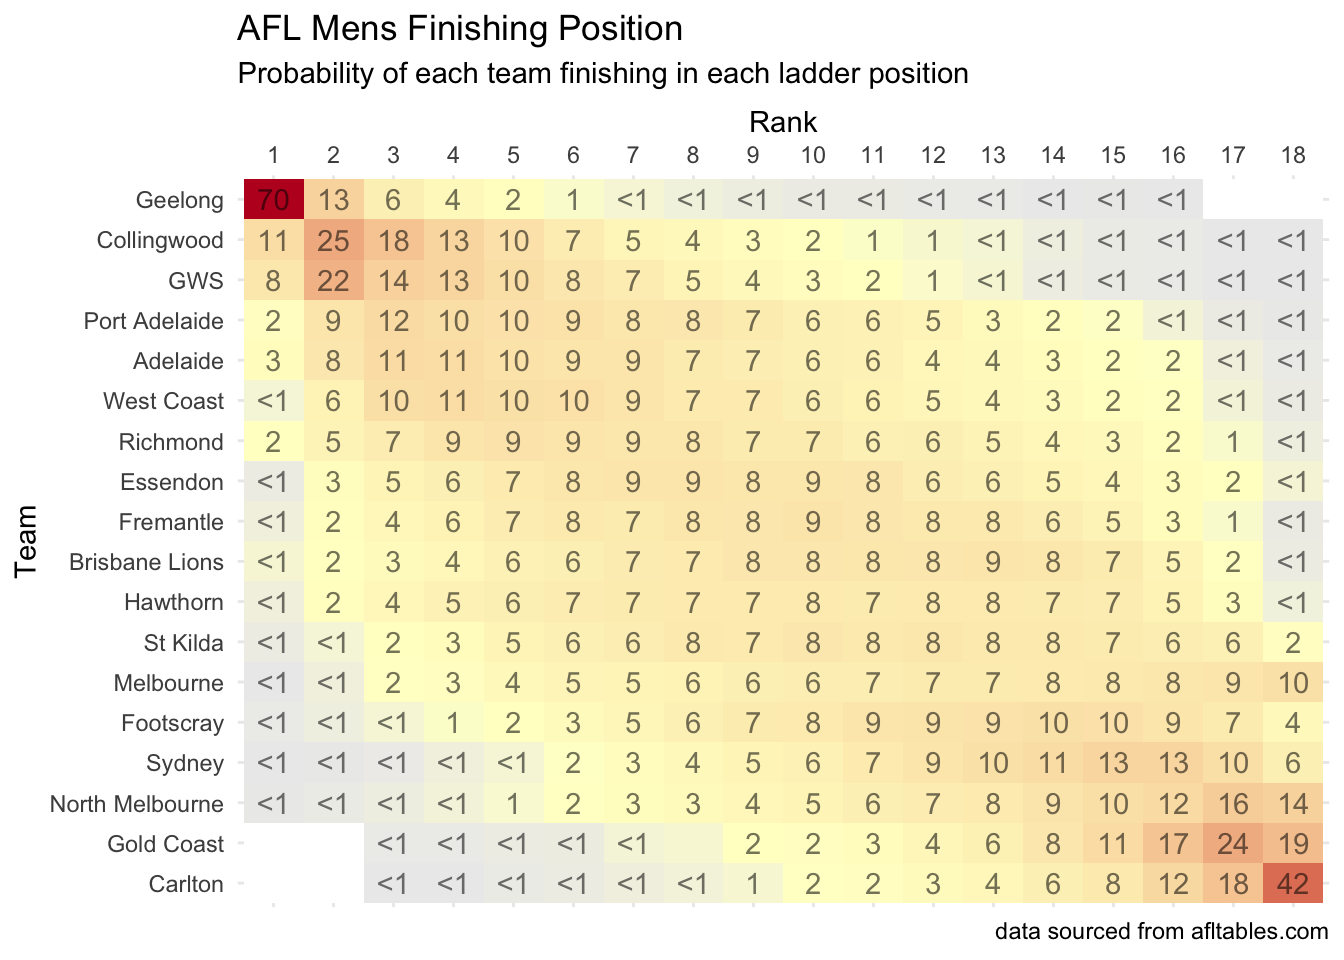 AFL Mens Finishing Position
Probability of each team finishing in each ladder position
Rank
1 2 3 4 5 6 7 8 9 10 11 12 13 14 15 16 17 18
Team
Geelong 70 13 6 4 2 1 <1 <1 <1 <1 <1 <1 <1 <1 <1 <1
Collingwood 11 25 18 13 10 7 5 4 3 2 1 1 <1 <1 <1 <1 <1 <1
GWS 8 22 14 13 10 8 7 5 4 3 2 1 <1 <1 <1 <1 <1 <1
Port Adelaide 2 9 12 10 10 9 8 8 7 6 6 5 3 2 2 <1 <1 <1
Adelaide 3 8 11 11 10 9 9 7 7 6 6 4 4 3 2 2 <1 <1
West Coast <1 6 10 11 10 10 9 7 7 6 6 5 4 3 2 2 <1 <1
Richmond 2 5 7 9 9 9 9 8 7 7 6 6 5 4 3 2 1 <1
Essendon <1 3 5 6 7 8 9 9 8 9 8 6 6 5 4 3 2 <1
Fremantle <1 2 4 6 7 8 7 8 8 9 8 8 8 6 5 3 1 <1
Brisbane Lions <1 2 3 4 6 6 7 7 8 8 8 8 9 8 7 5 2 <1
Hawthorn <1 2 4 5 6 7 7 7 7 8 7 8 8 7 7 5 3 <1
St Kilda <1 <1 2 3 5 6 6 8 7 8 8 8 8 8 7 6 6 2
Melbourne <1 <1 2 3 4 5 5 6 6 6 7 7 7 8 8 8 9 10
Footscray <1 <1 <1 1 2 3 5 6 7 8 9 9 9 10 10 9 7 4
Sydney <1 <1 <1 <1 <1 2 3 4 5 6 7 9 10 11 13 13 10 6
North Melbourne <1 <1 <1 <1 1 2 3 3 4 5 6 7 8 9 10 12 16 14
Gold Coast <1 <1 <1 <1 <1 2 2 3 4 6 8 11 17 24 19
Carlton <1 <1 <1 <1 <1 <1 1 2 2 3 4 6 8 12 18 42
data sourced from afltables.com